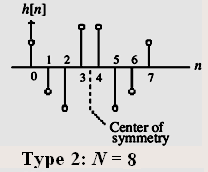 h[n]
n
0 1 2 3 4 5 6 7
Center of
symmetry
Type 2: N = 8